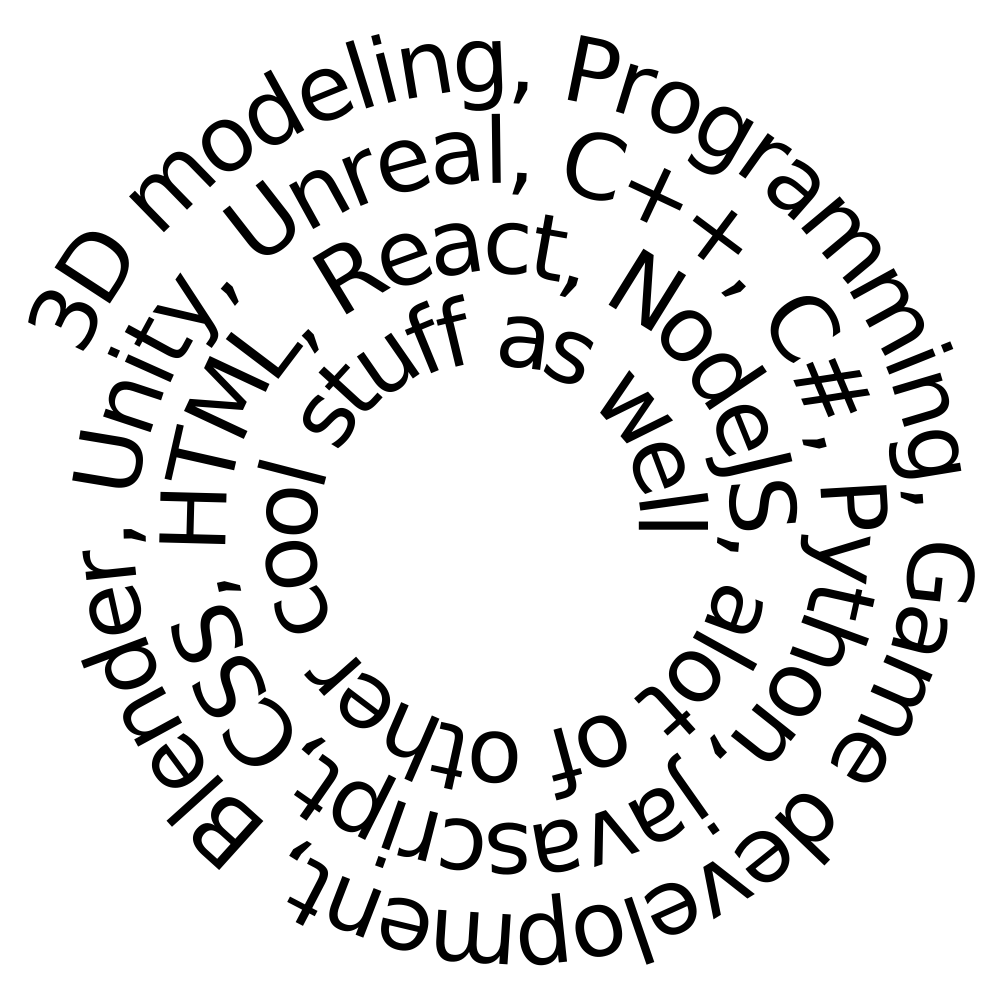 3D modeling, Programming, Game development, Blender, Unity, Unreal, C++, C#, Python, javascript, CSS, HTML, React, NodeJS, alot of other cool stuff as well